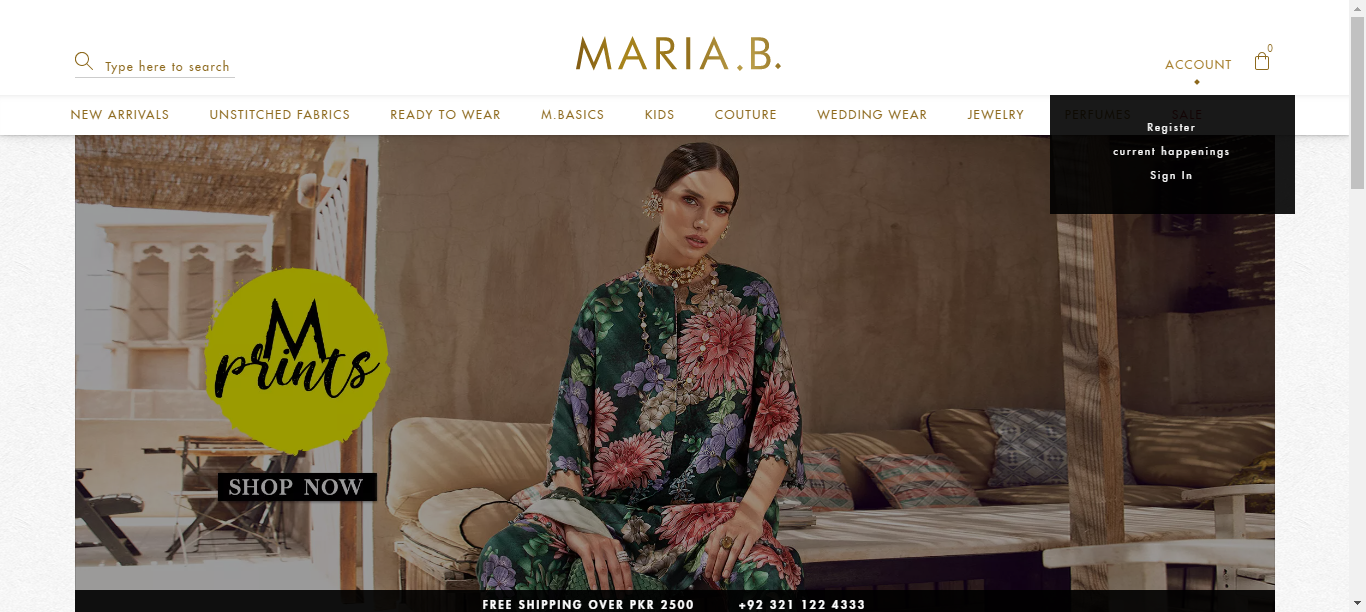 MARIA.B.
Type here to search
ACCOUNT
0
NEW ARRIVALS
UNSTITCHED FABRICS
READY TO WEAR
M.BASICS
KIDS
COUTURE
WEDDING WEAR
JEWELRY
PERFUMES
SALE
Register
current happenings
Sign In
M
prints
SHOP NOW
FREE SHIPPING OVER PKR 2500
+92 321 122 4333